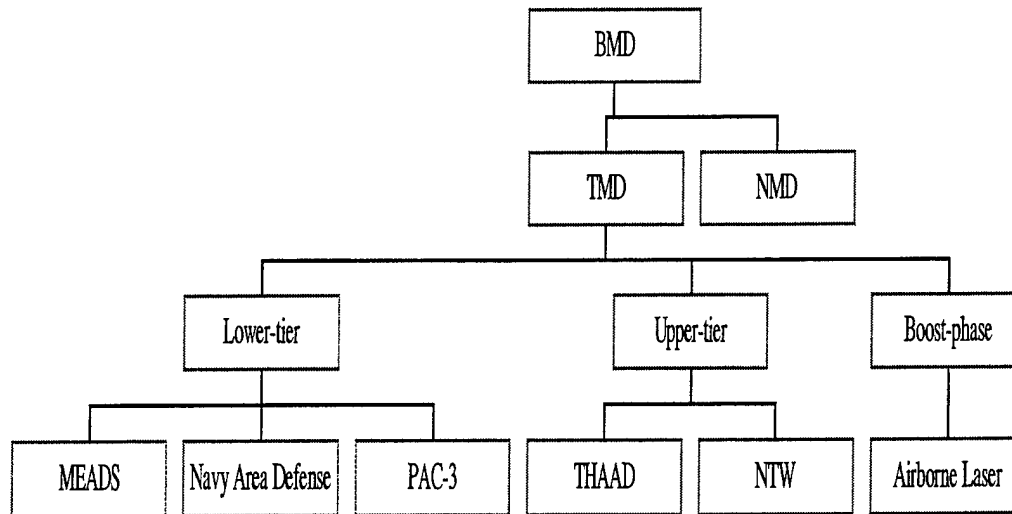 BMD
TMD
NMD
Lower-tier
Upper-tier
Boost-phase
MEADS
Navy Area Defense
PAC-3
THAAD
NTW
Airborne Laser